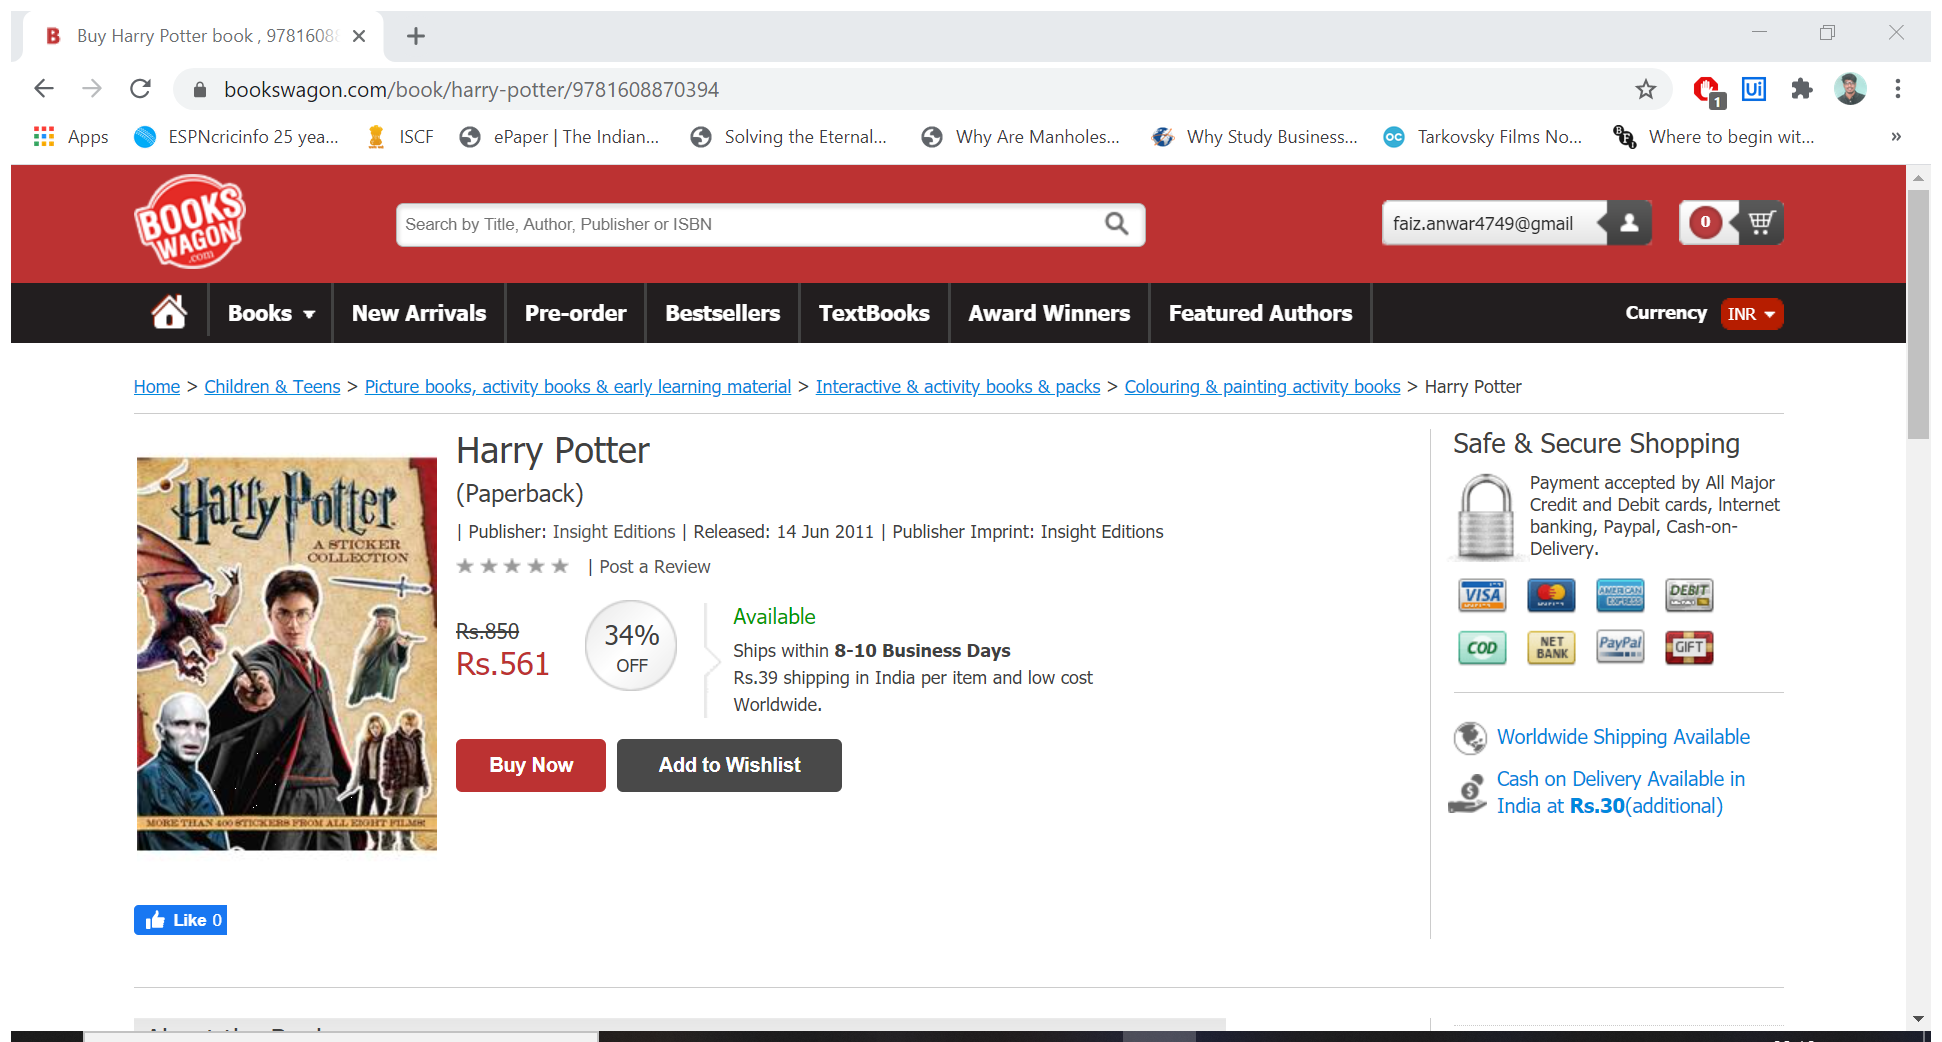 B Buy Harry Potter book , 9781608
bookswagon.com/book/harry-potter/9781608870394
1
Ui
Apps
ESPNcricinfo 25 yea...
ISCF
ePaper | The Indian...
Solving the Eternal...
Why Are Manholes...
Why Study Business...
OC
Tarkovsky Films No...
BFI
Where to begin wit...
»
BOOKS
WAGON
.com
Search by Title, Author, Publisher or ISBN
faiz.anwar4749@gmail
0
Books
New Arrivals
Pre-order
Bestsellers
TextBooks
Award Winners
Featured Authors
Currency
INR
Home > Children & Teens > Picture books, activity books & early learning material > Interactive & activity books & packs > Colouring & painting activity books > Harry Potter
Harry Potter
A STICKER
COLLECTION
MORE THAN 400 STICKERS FROM ALL EIGHT FILMS!
Harry Potter
(Paperback)
| Publisher: Insight Editions | Released: 14 Jun 2011 | Publisher Imprint: Insight Editions
| Post a Review
Rs.850
Rs.561
34%
OFF
Available
Ships within 8-10 Business Days
Rs.39 shipping in India per item and low cost
Worldwide.
Buy Now
Add to Wishlist
Safe & Secure Shopping
Payment accepted by All Major
Credit and Debit cards, Internet
banking, Paypal, Cash-on-
Delivery.
VISA
AMERICAN
EXPRESS
DEBIT
COD
NET
BANK
PayPal
GIFT
Worldwide Shipping Available
Cash on Delivery Available in
India at Rs.30(additional)
Like 0